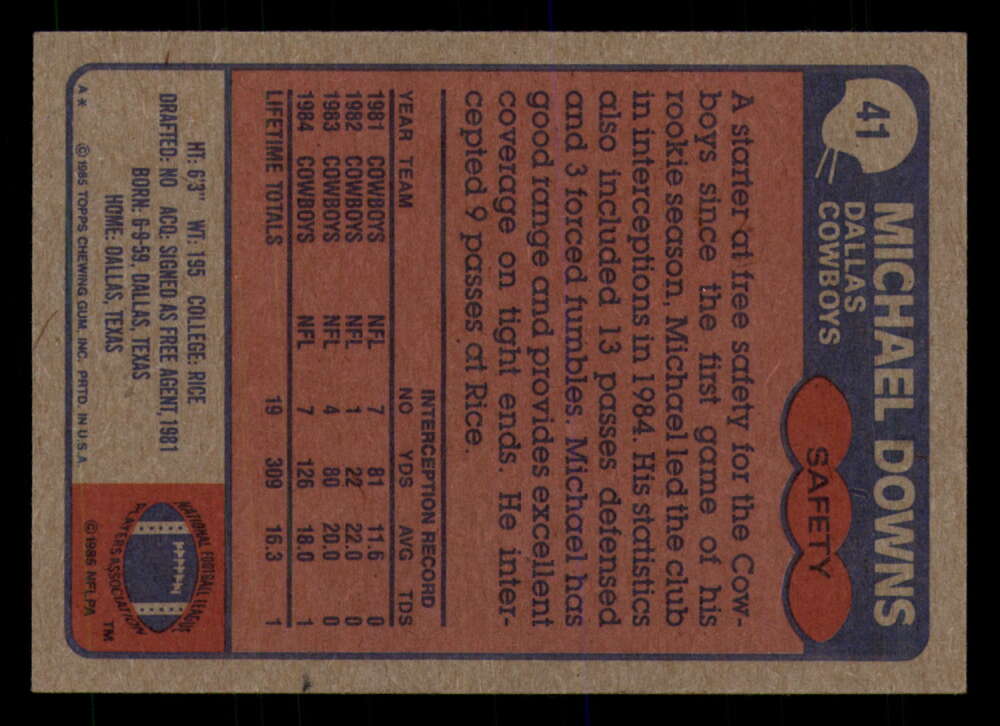 41
MICHAEL DOWNS
DALLAS
COWBOYS
SAFETY
A starter at free safety for the Cow-
boys since the first game of his
rookie season, Michael led the club
in interceptions in 1984. His statistics
also included 13 passes defensed
and 3 forced fumbles. Michael has
good range and provides excellent
coverage on tight ends. He inter-
cepted 9 passes at Rice.
INTERCEPTION RECORD
YEAR TEAM NO YDS AVG TDS
1981 COWBOYS NFL 7 81 11.6 0
1982 COWBOYS NFL 1 22 22.0 0
1983 COWBOYS NFL 4 80 20.0 0
1984 COWBOYS NFL 7 126 18.0 1
LIFETIME TOTALS 19 309 16.3 1
HT: 6'3" WT: 195 COLLEGE: RICE
DRAFTED: NO ACQ: SIGNED AS FREE AGENT, 1981
BORN: 6-9-59, DALLAS, TEXAS
HOME: DALLAS, TEXAS
A* © 1985 TOPPS CHEWING GUM, INC. PRTD. IN U.S.A.
NATIONAL FOOTBALL LEAGUE
PLAYERS ASSOCIATION
TM
©1985 NFLPA